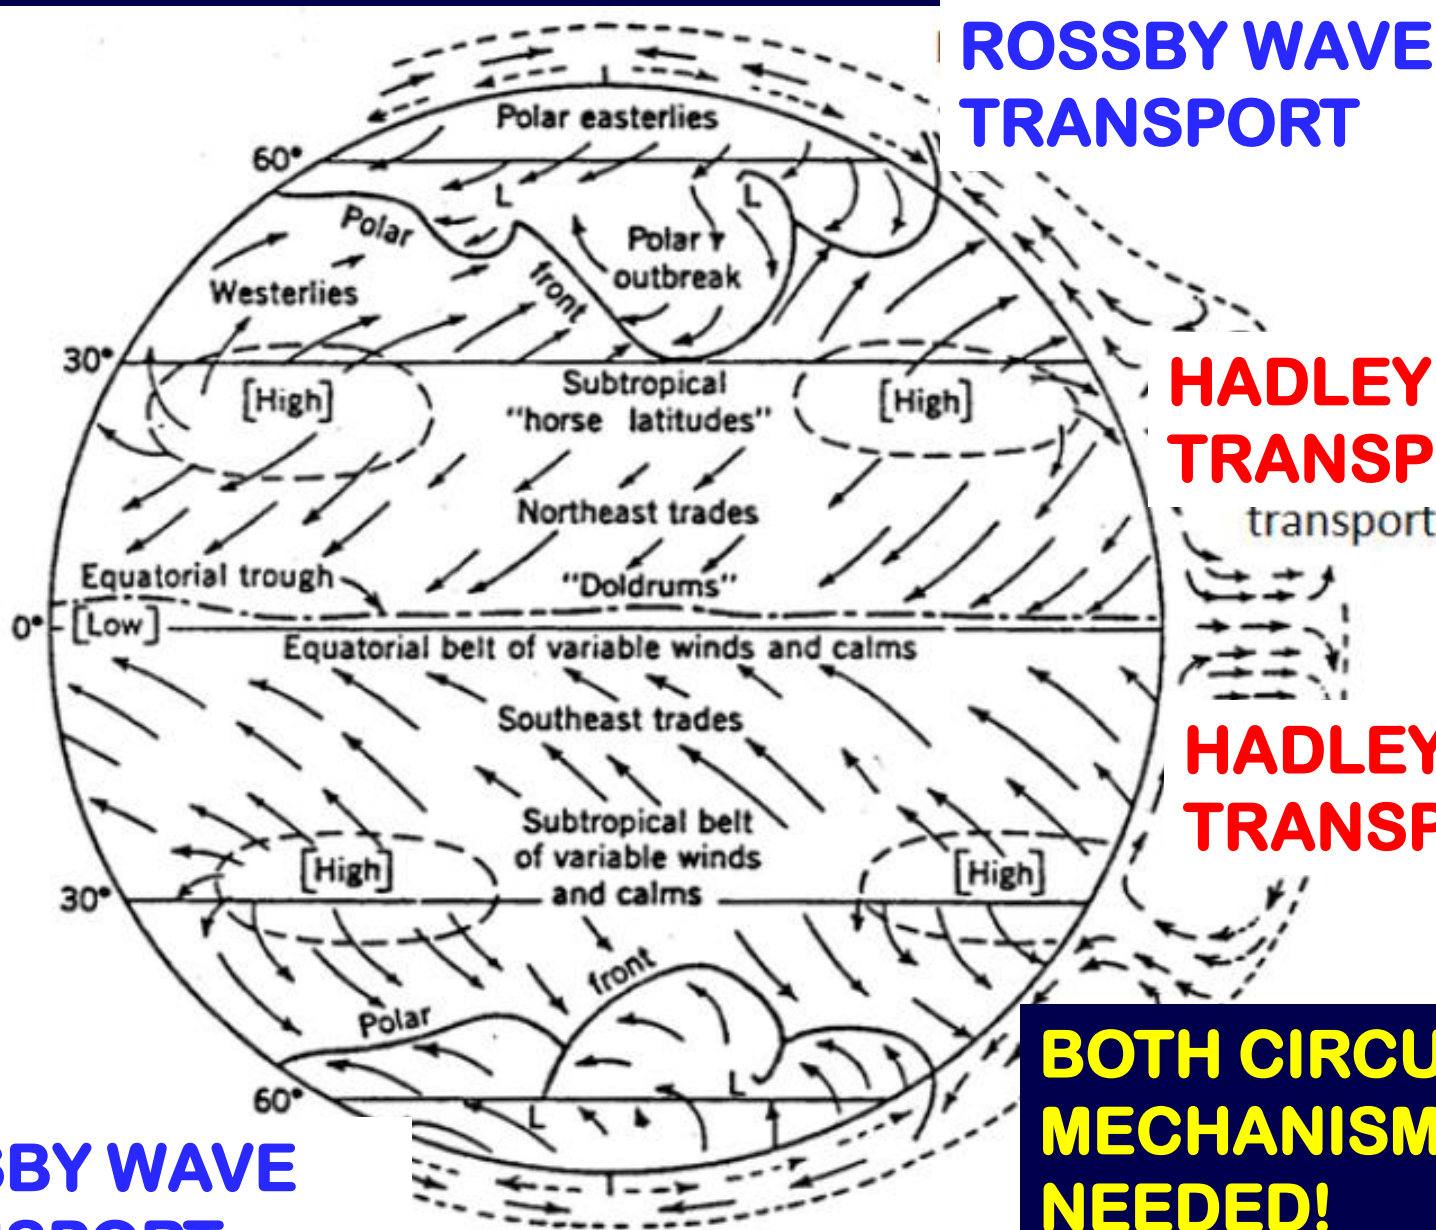 ROSSBY WAVE
TRANSPORT
Polar easterlies
60°
L
L
Polar
Polar
outbreak
front
Westerlies
30°
[High]
Subtropical
"horse latitudes"
[High]
HADLEY
TRANSP
transport
Northeast trades
Equatorial trough
"Doldrums"
0°
[Low]
Equatorial belt of variable winds and calms
Southeast trades
HADLEY
TRANSP
Subtropical belt
of variable winds
and calms
[High]
[High]
30°
front
Polar
L
60°
L
BOTH CIRCU
MECHANISM
NEEDED!
SBY WAVE
NSPORT